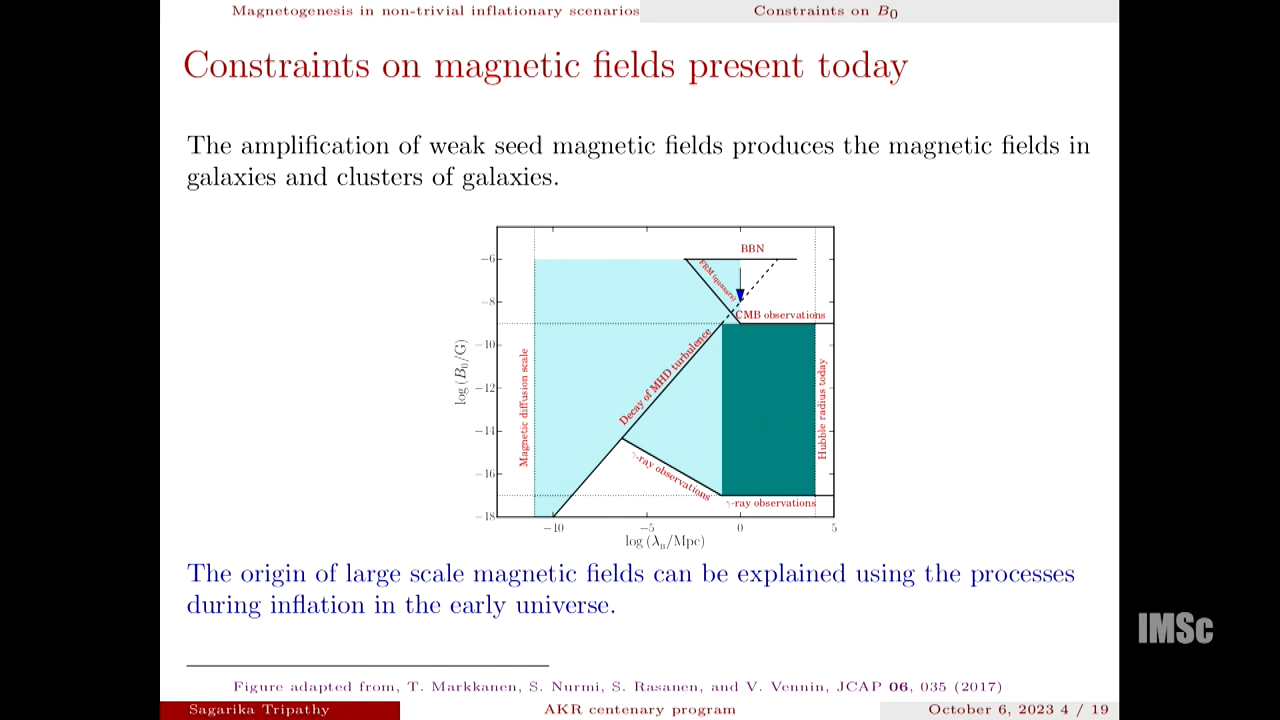 Magnetogenesis in non-trivial inflationary scenarios
Constraints on B₀
Constraints on magnetic fields present today
The amplification of weak seed magnetic fields produces the magnetic fields in
galaxies and clusters of galaxies.
BBN
FRM (quasars)
CMB observations
Decay of MHD turbulence
Magnetic diffusion scale
Hubble radius today
γ-ray observations
γ-ray observations
log (B₀/G)
−6
−8
−10
−12
−14
−16
−18
−10
−5
0
5
log (λ_B/Mpc)
The origin of large scale magnetic fields can be explained using the processes
during inflation in the early universe.
IMSc
Figure adapted from, T. Markkanen, S. Nurmi, S. Rasanen, and V. Vennin, JCAP 06, 035 (2017)
Sagarika Tripathy
AKR centenary program
October 6, 2023 4 / 19